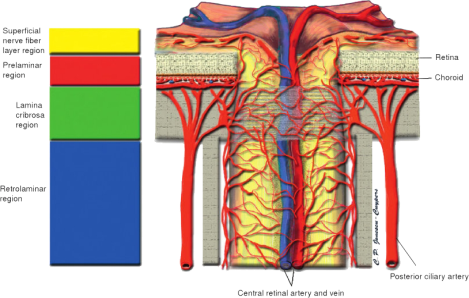 Superficial
nerve fiber
layer region
Prelaminar
region
Lamina
cribrosa
region
Retrolaminar
region
Retina
Choroid
Posterior ciliary artery
Central retinal artery and vein